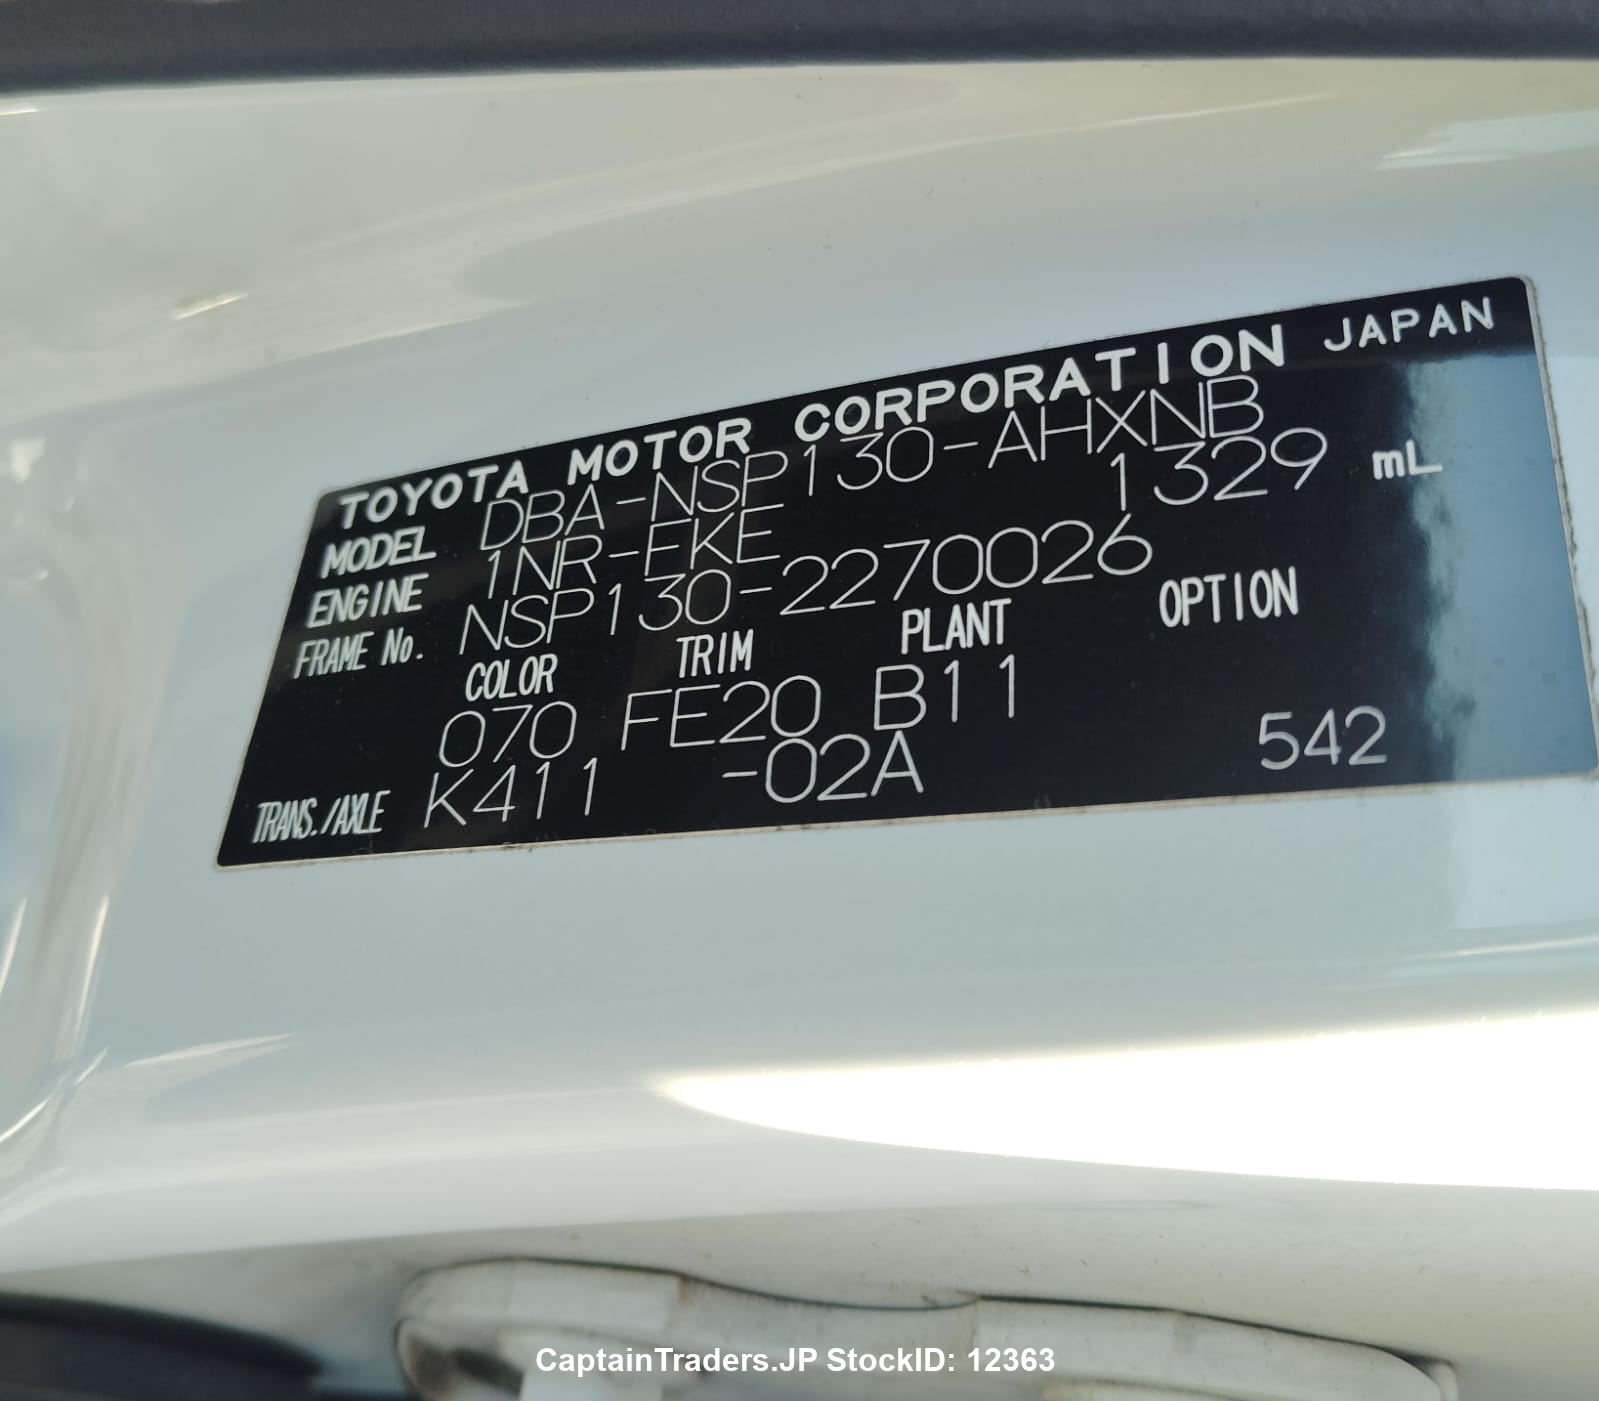 TOYOTA MOTOR CORPORATION JAPAN
MODEL DBA-NSP130-AHXNB
ENGINE 1NR-FKE 1329 mL
FRAME No. NSP130-2270026
COLOR TRIM PLANT OPTION
070 FE20 B11
TRANS./AXLE K411 -02A 542
CaptainTraders.JP StockID: 12363